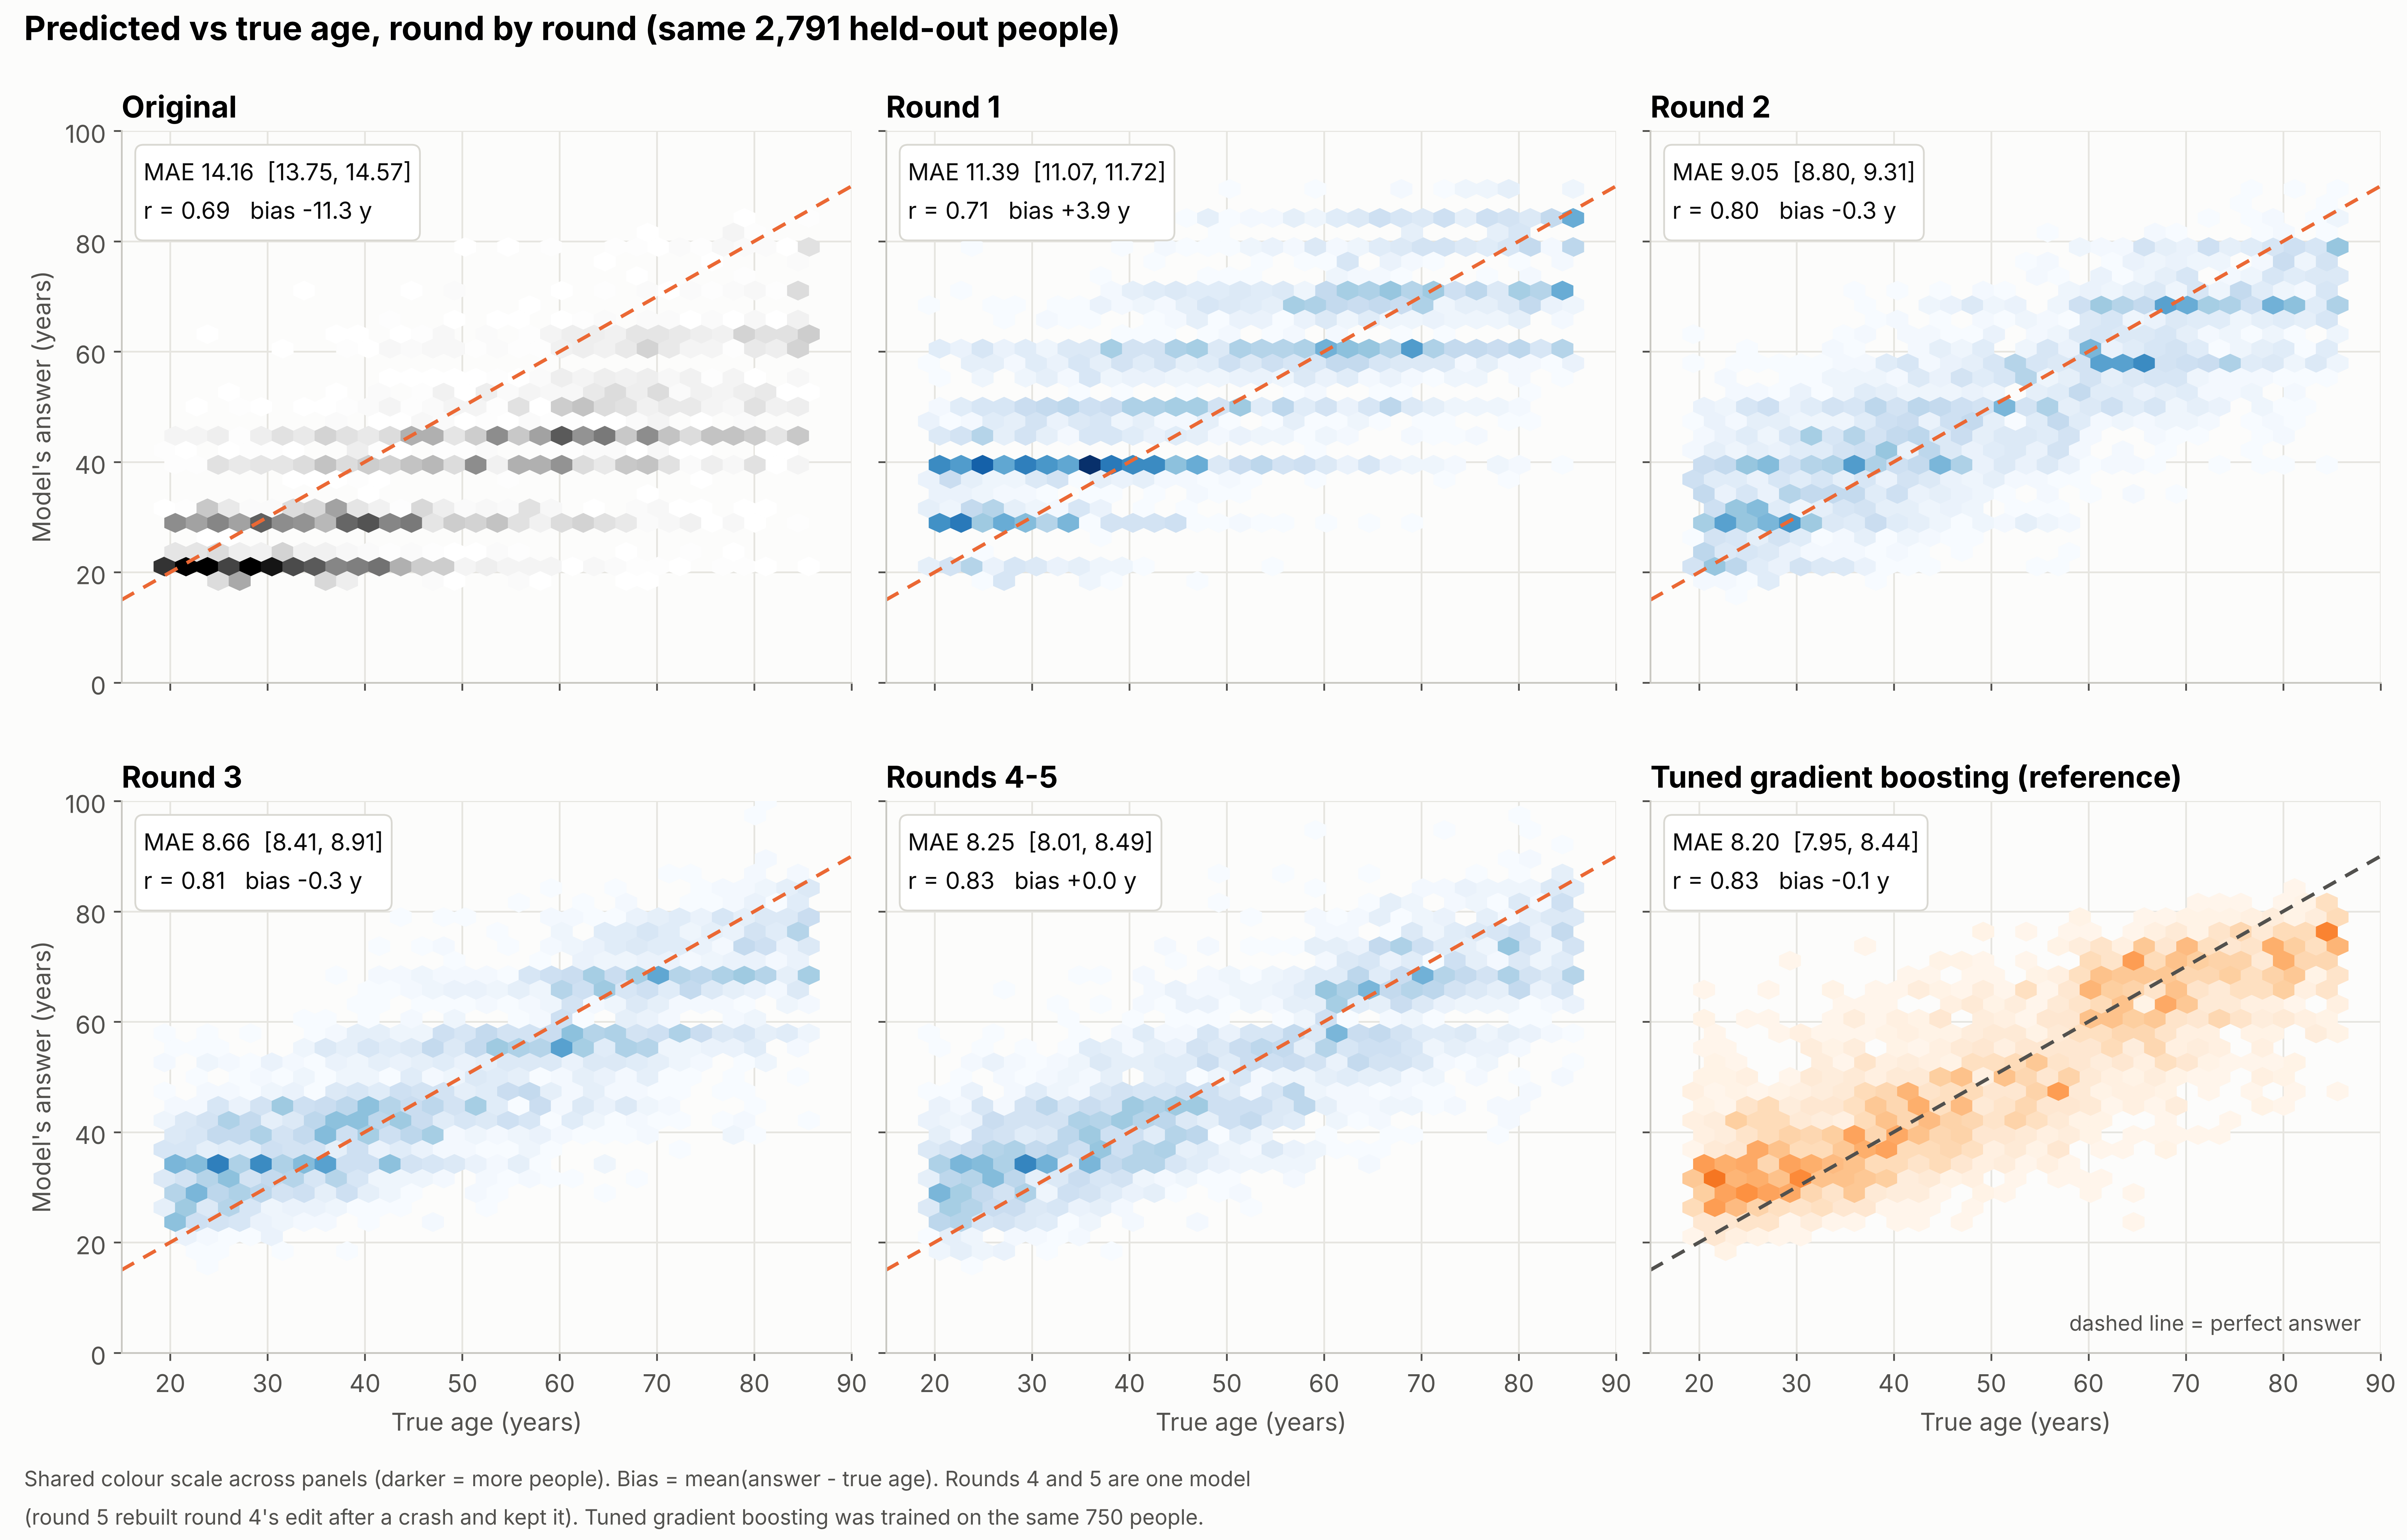 Predicted vs true age, round by round (same 2,791 held-out people)
Original
Round 1
Round 2
Model's answer (years)
100
80
60
40
20
0
MAE 14.16 [13.75, 14.57]
r = 0.69 bias -11.3 y
MAE 11.39 [11.07, 11.72]
r = 0.71 bias +3.9 y
MAE 9.05 [8.80, 9.31]
r = 0.80 bias -0.3 y
Round 3
Rounds 4-5
Tuned gradient boosting (reference)
Model's answer (years)
100
80
60
40
20
0
MAE 8.66 [8.41, 8.91]
r = 0.81 bias -0.3 y
MAE 8.25 [8.01, 8.49]
r = 0.83 bias +0.0 y
MAE 8.20 [7.95, 8.44]
r = 0.83 bias -0.1 y
dashed line = perfect answer
20 30 40 50 60 70 80 90
20 30 40 50 60 70 80 90
20 30 40 50 60 70 80 90
True age (years)
True age (years)
True age (years)
Shared colour scale across panels (darker = more people). Bias = mean(answer - true age). Rounds 4 and 5 are one model
(round 5 rebuilt round 4's edit after a crash and kept it). Tuned gradient boosting was trained on the same 750 people.